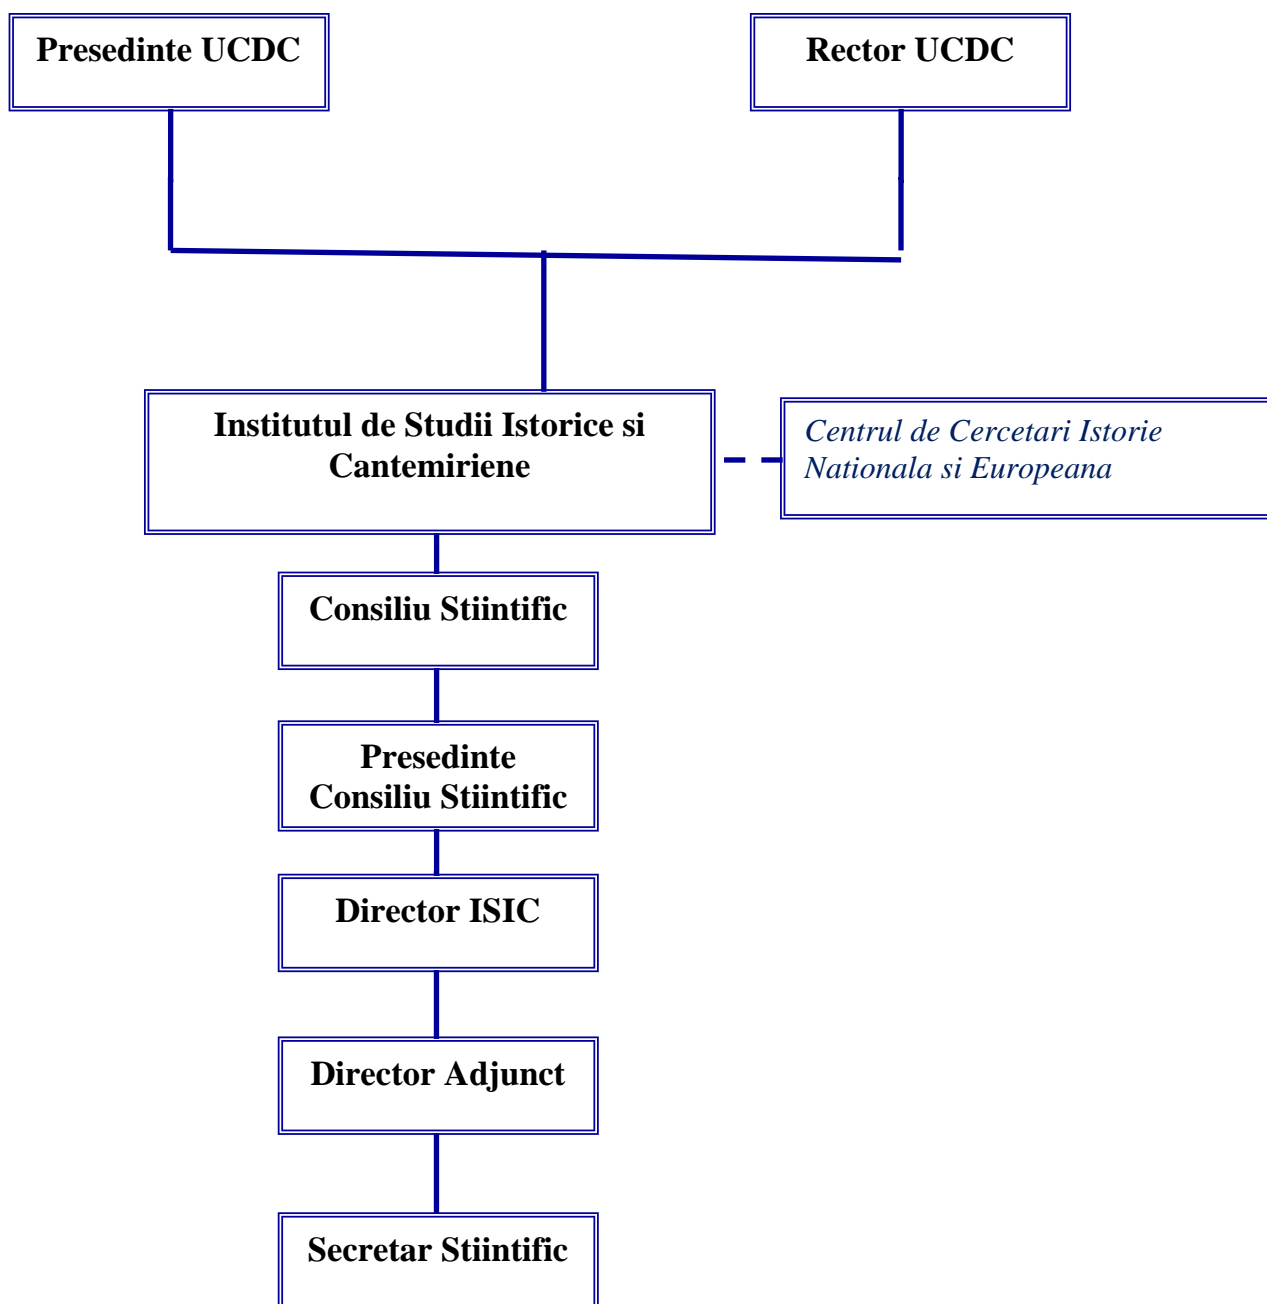 Presedinte UCDC
Rector UCDC
Institutul de Studii Istorice si
Cantemiriene
Centrul de Cercetari Istorie
Nationala si Europeana
Consiliu Stiintific
Presedinte
Consiliu Stiintific
Director ISIC
Director Adjunct
Secretar Stiintific